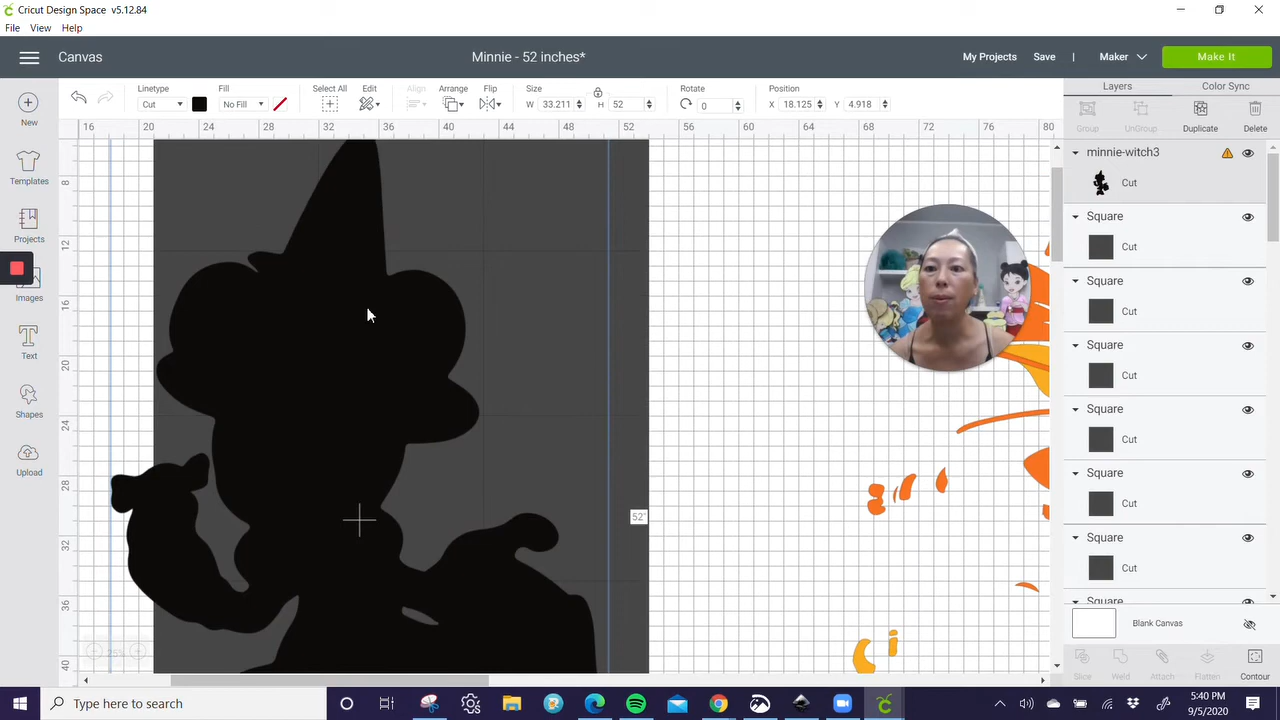 Cricut Design Space v5.12.84
File View Help
Canvas
Minnie - 52 inches*
My Projects Save | Maker Make It
Linetype Fill Select All Edit Align Arrange Flip Size Rotate Position
Cut No Fill W 33.211 H 52 0 X 18.125 Y 4.918
Layers Color Sync
Group UnGroup Duplicate Delete
16 20 24 28 32 36 40 44 48 52 56 60 64 68 72 76 80
8
12
16
20
24
28
32
36
40
New
Templates
Projects
Images
Text
Shapes
Upload
52"
25%
minnie-witch3
Cut
Square
Cut
Square
Cut
Square
Cut
Square
Cut
Square
Cut
Square
Cut
Square
Blank Canvas
Slice Weld Attach Flatten Contour
Type here to search
5:40 PM
9/5/2020